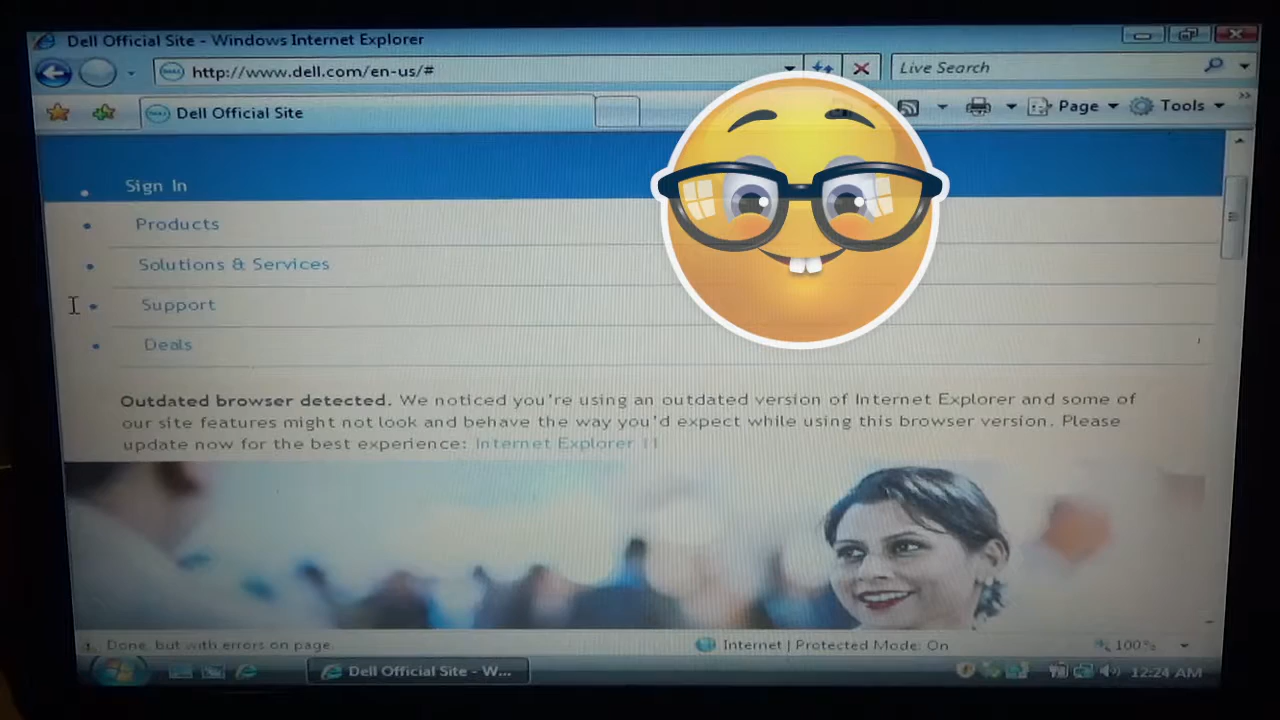 Dell Official Site - Windows Internet Explorer
http://www.dell.com/en-us/#
Live Search
Dell Official Site
Page
Tools
Sign In
Products
Solutions & Services
Support
Deals
Outdated browser detected. We noticed you're using an outdated version of Internet Explorer and some of
our site features might not look and behave the way you'd expect while using this browser version. Please
update now for the best experience: Internet Explorer 11
Done, but with errors on page.
Internet | Protected Mode: On
100%
Dell Official Site - W...
12:24 AM